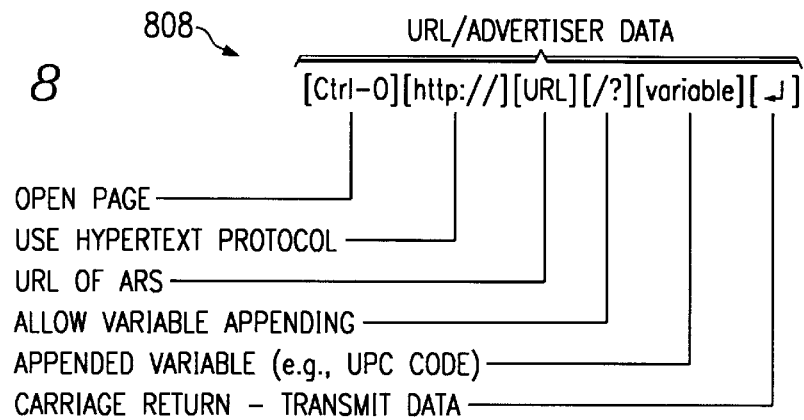 808
URL/ADVERTISER DATA
8
[Ctrl-O][http://][URL][/?][variable][↵]
OPEN PAGE
USE HYPERTEXT PROTOCOL
URL OF ARS
ALLOW VARIABLE APPENDING
APPENDED VARIABLE (e.g., UPC CODE)
CARRIAGE RETURN – TRANSMIT DATA